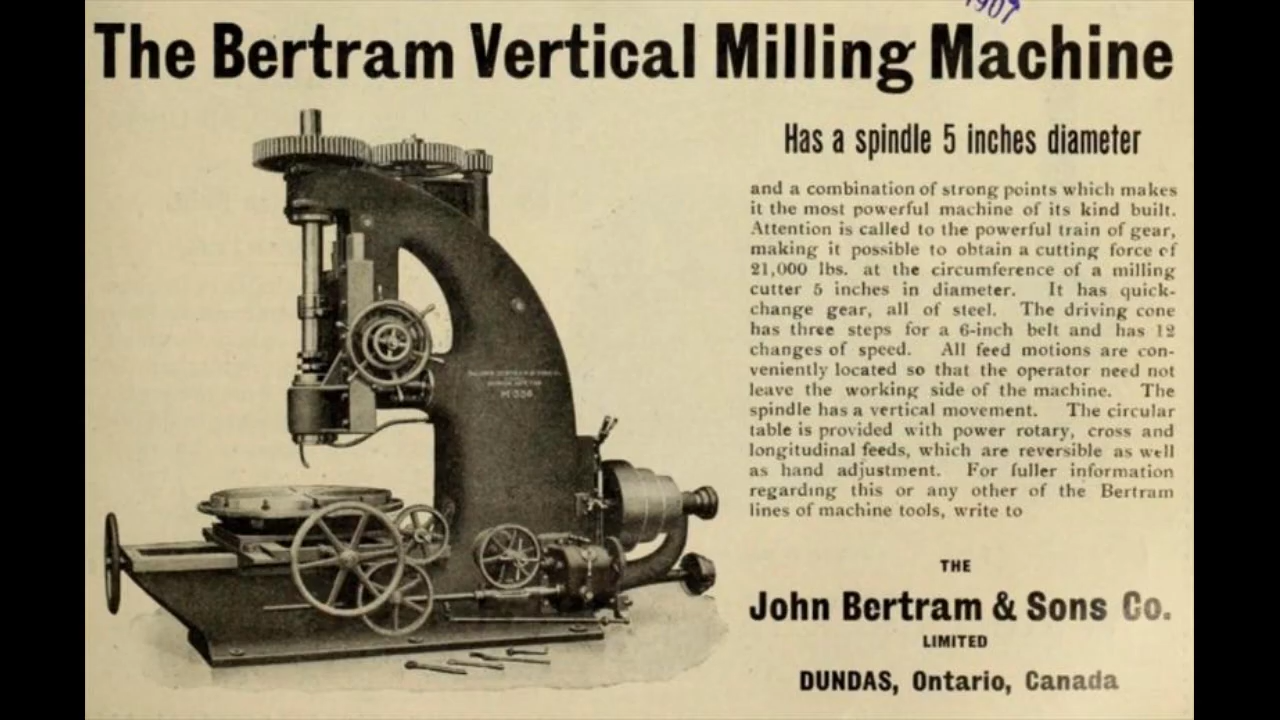 1907
The Bertram Vertical Milling Machine
Has a spindle 5 inches diameter
and a combination of strong points which makes
it the most powerful machine of its kind built.
Attention is called to the powerful train of gear,
making it possible to obtain a cutting force of
21,000 lbs. at the circumference of a milling
cutter 5 inches in diameter. It has quick-
change gear, all of steel. The driving cone
has three steps for a 6-inch belt and has 12
changes of speed. All feed motions are con-
veniently located so that the operator need not
leave the working side of the machine. The
spindle has a vertical movement. The circular
table is provided with power rotary, cross and
longitudinal feeds, which are reversible as well
as hand adjustment. For fuller information
regarding this or any other of the Bertram
lines of machine tools, write to
THE
John Bertram & Sons Co.
LIMITED
DUNDAS, Ontario, Canada